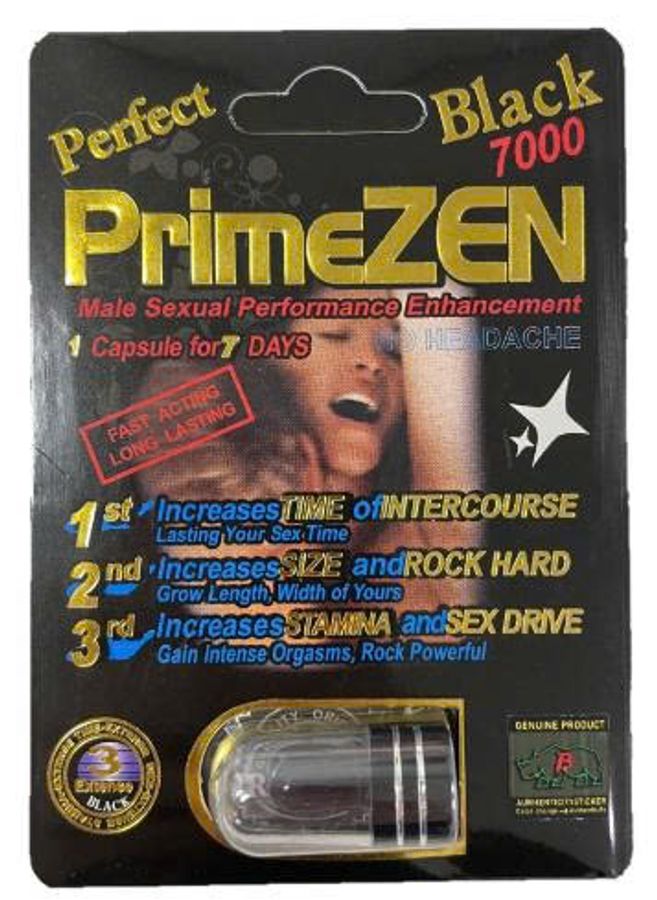 Perfect
Black
7000
PrimeZEN
Male Sexual Performance Enhancement
1 Capsule for 7 DAYS
NO HEADACHE
FAST ACTING
LONG LASTING
1st Increases TIME of INTERCOURSE
Lasting Your Sex Time
2nd Increases SIZE and ROCK HARD
Grow Length, Width of Yours
3rd Increases STAMINA and SEX DRIVE
Gain Intense Orgasms, Rock Powerful
3
Extense
BLACK
R
GENUINE PRODUCT
R